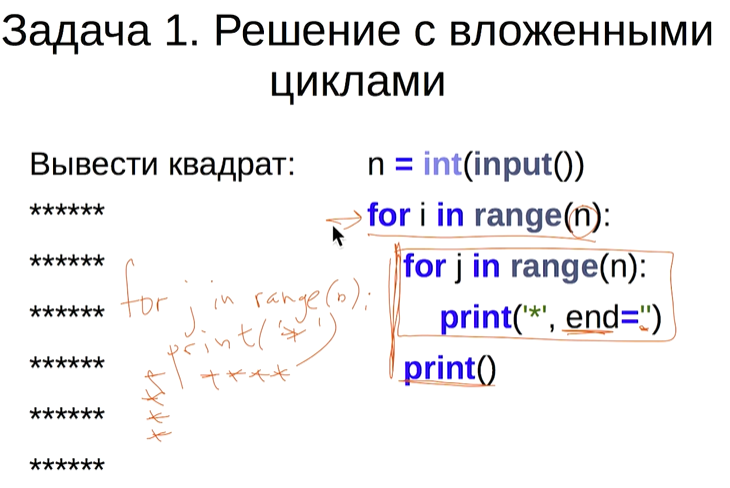 Задача 1. Решение с вложенными
циклами
Вывести квадрат:
******
******
******
******
******
******
n = int(input())
for i in range(n):
for j in range(n):
print('*', end='')
print()
for j in range(n):
print('*')
****
*
*
*
*